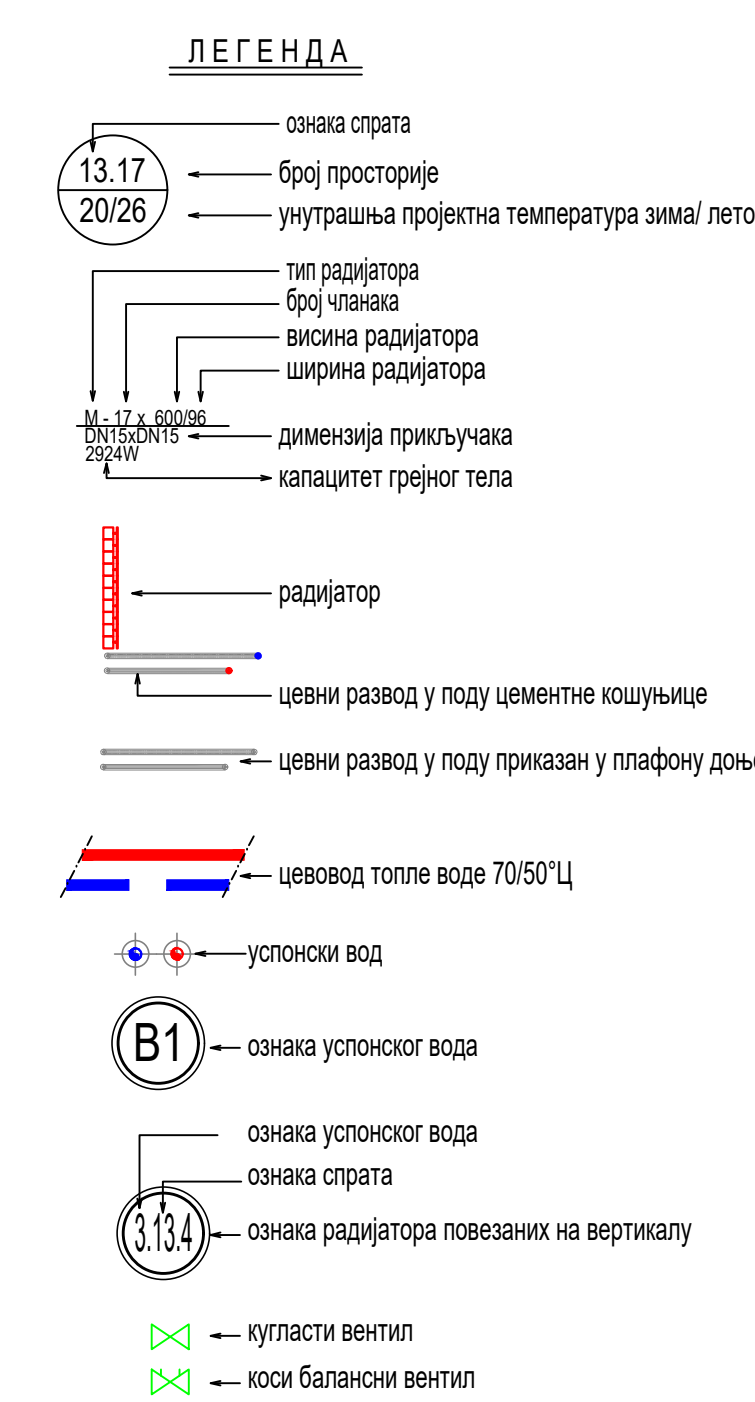 ЛЕГЕНДА
ознака спрата
13.17
број просторије
20/26
унутрашња пројектна температура зима/ лето
тип радијатора
број чланака
висина радијатора
ширина радијатора
М - 17 x 600/96
DN15xDN15
димензија прикључака
2924W
капацитет грејног тела
радијатор
цевни развод у поду цементне кошуњице
цевни развод у поду приказан у плафону
цевовод топле воде 70/50°Ц
успонски вод
В1
ознака успонског вода
ознака успонског вода
ознака спрата
3.13.4
ознака радијатора повезаних на вертикалу
кугласти вентил
коси балансни вентил